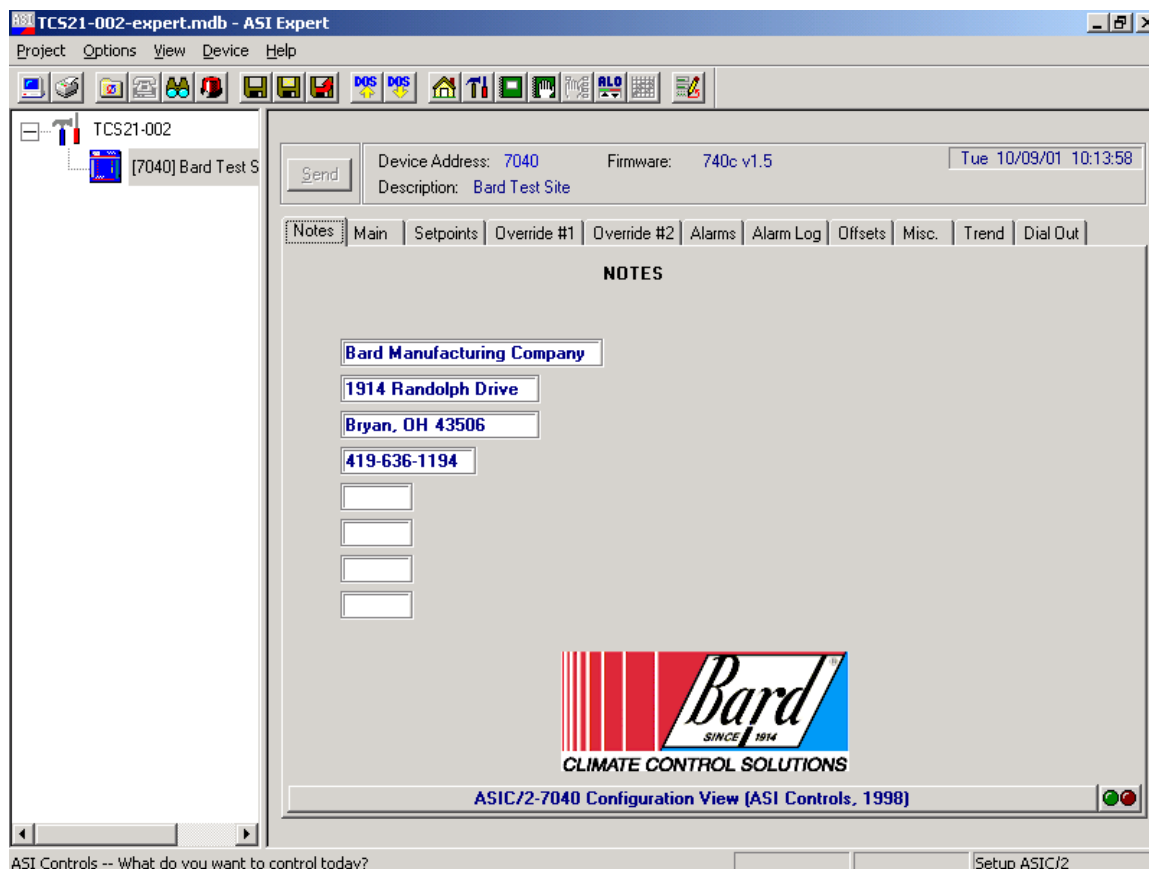 TCS21-002-expert.mdb - ASI Expert
Project Options View Device Help
DOS DOS ALO
TCS21-002
[7040] Bard Test S
Send
Device Address: 7040 Firmware: 740c v1.5
Tue 10/09/01 10:13:58
Description: Bard Test Site
Notes Main Setpoints Override #1 Override #2 Alarms Alarm Log Offsets Misc. Trend Dial Out
NOTES
Bard Manufacturing Company
1914 Randolph Drive
Bryan, OH 43506
419-636-1194
Bard ®
SINCE 1914
CLIMATE CONTROL SOLUTIONS
ASIC/2-7040 Configuration View (ASI Controls, 1998)
ASI Controls -- What do you want to control today?
Setup ASIC/2